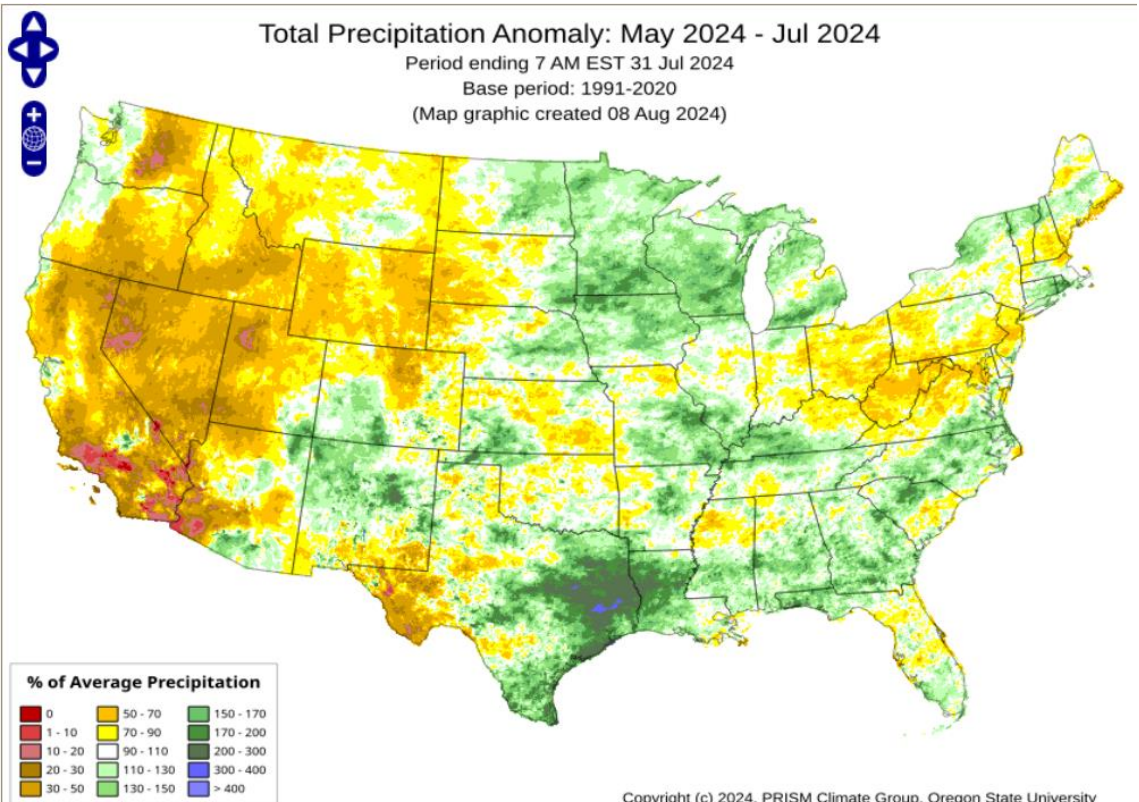 Total Precipitation Anomaly: May 2024 - Jul 2024
Period ending 7 AM EST 31 Jul 2024
Base period: 1991-2020
(Map graphic created 08 Aug 2024)
+
−
% of Average Precipitation
0
1 - 10
10 - 20
20 - 30
30 - 50
50 - 70
70 - 90
90 - 110
110 - 130
130 - 150
150 - 170
170 - 200
200 - 300
300 - 400
> 400
Copyright (c) 2024, PRISM Climate Group, Oregon State University